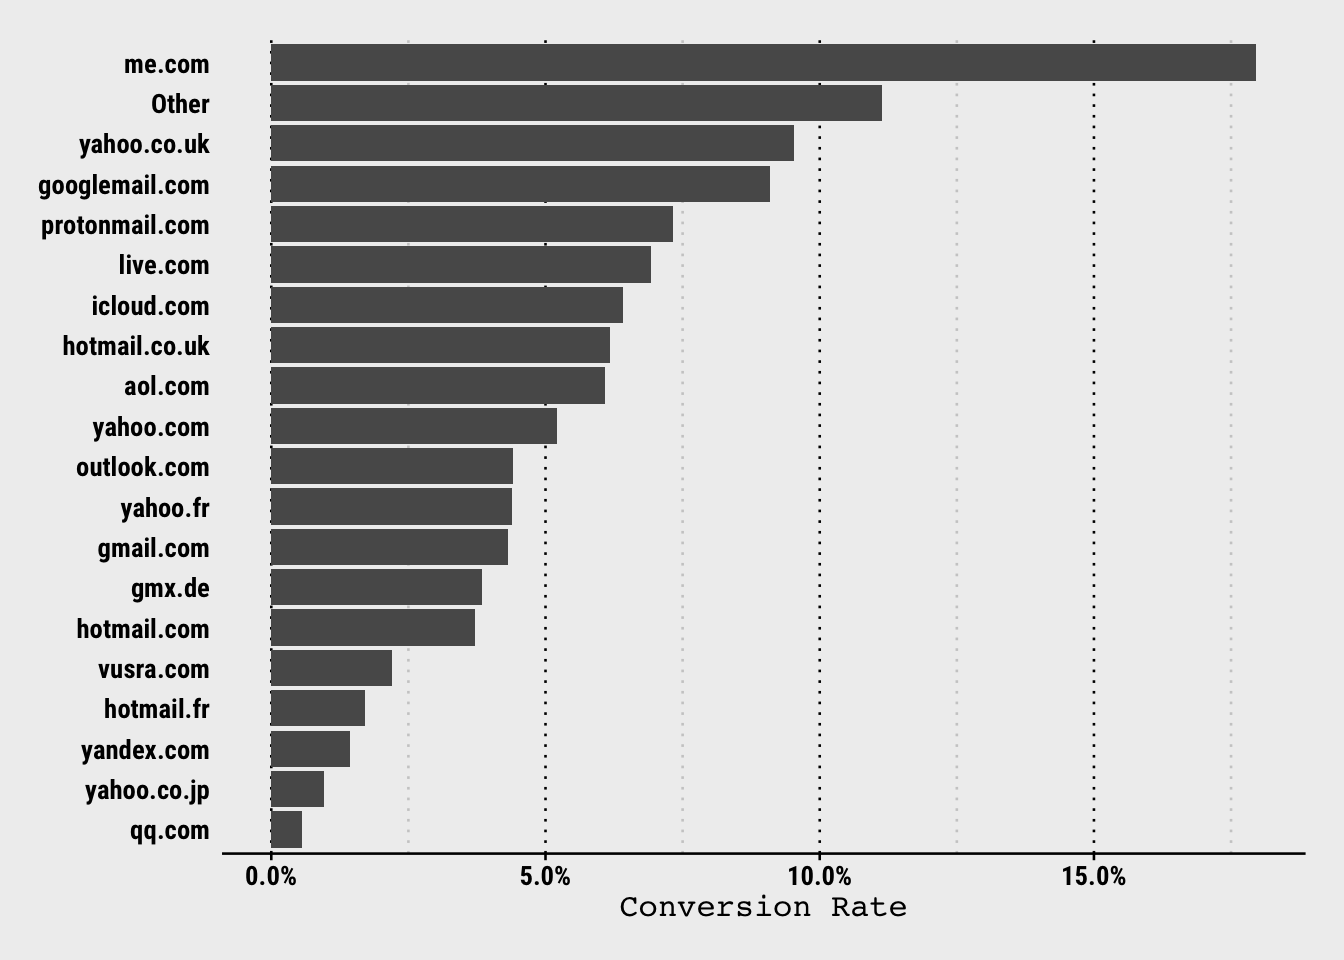 me.com
Other
yahoo.co.uk
googlemail.com
protonmail.com
live.com
icloud.com
hotmail.co.uk
aol.com
yahoo.com
outlook.com
yahoo.fr
gmail.com
gmx.de
hotmail.com
vusra.com
hotmail.fr
yandex.com
yahoo.co.jp
qq.com
0.0% 5.0% 10.0% 15.0%
Conversion Rate